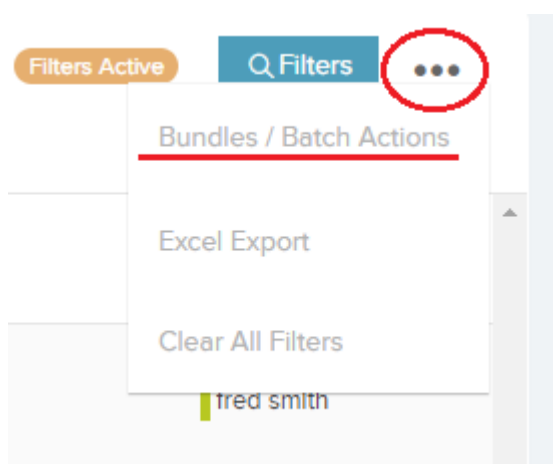 Filters Active
Filters
Bundles / Batch Actions
Excel Export
Clear All Filters
fred smith